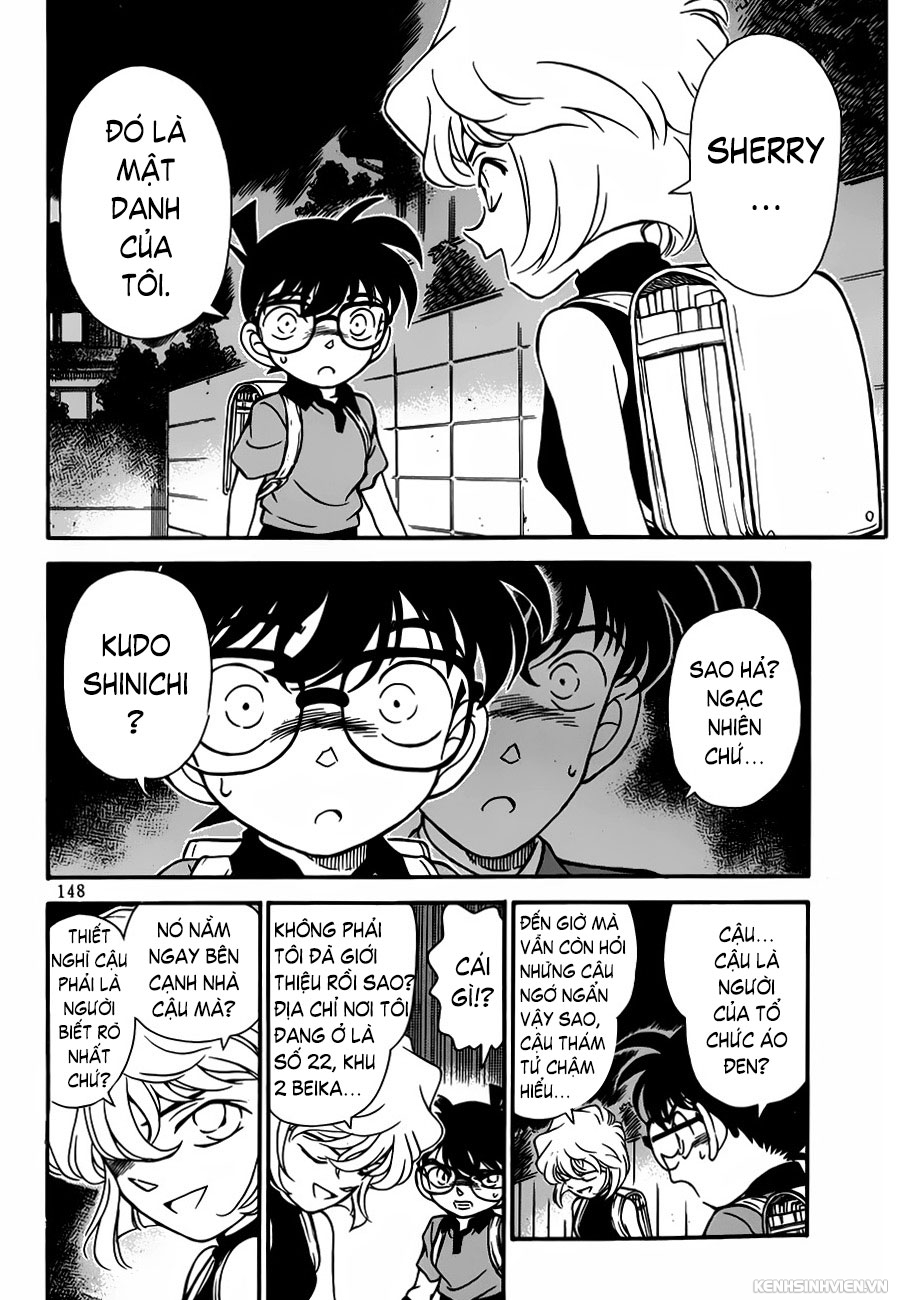 SHERRY
...
ĐÓ LÀ
MẬT
DANH
CỦA
TÔI.
SAO HẢ?
NGẠC
NHIÊN
CHỨ...
KUDO
SHINICHI
?
148
CẬU...
CẬU LÀ
NGƯỜI
CỦA TỔ
CHỨC ÁO
ĐEN?
ĐẾN GIỜ MÀ
VẪN CÒN HỎI
NHỮNG CÂU
NGỚ NGẨN
VẬY SAO,
CẬU THÁM
TỬ CHẬM
HIỂU...
CÁI
GÌ!?
KHÔNG PHẢI
TÔI ĐÃ GIỚI
THIỆU RỒI SAO?
ĐỊA CHỈ NƠI TÔI
ĐANG Ở LÀ
SỐ 22, KHU
2 BEIKA...
NÓ NẰM
NGAY BÊN
CẠNH NHÀ
CẬU MÀ?
THIẾT
NGHĨ CẬU
PHẢI LÀ
NGƯỜI
BIẾT RÕ
NHẤT
CHỨ?
KENHSINHVIEN.VN